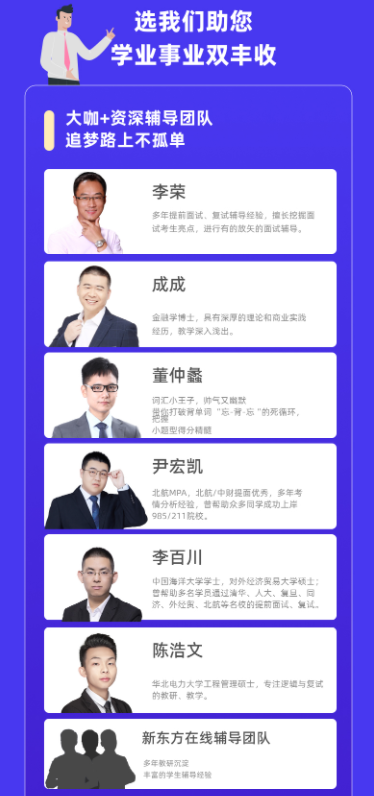 选我们助您
学业事业双丰收
大咖+资深辅导团队
追梦路上不孤单
李荣
多年提前面试、复试辅导经验，擅长挖掘面
试考生亮点，进行有的放矢的面试辅导。
成成
金融学博士，具有深厚的理论和商业实践
经历，教学深入浅出。
董仲蠡
词汇小王子，帅气又幽默
带你打破背单词 “忘·背·忘 ”的死循环，
把握
小题型得分精髓
尹宏凯
北航MPA，北航/中财提面优秀，多年考
情分析经验，曾帮助众多同学成功上岸
985/211院校。
李百川
中国海洋大学学士，对外经济贸易大学硕士；
曾帮助多名学员通过清华、人大、复旦、同
济、外经贸、北航等名校的提前面试、复试。
陈浩文
华北电力大学工程管理硕士，专注逻辑与复试
的教研、教学。
新东方在线辅导团队
多年教研沉淀
丰富的学生辅导经验